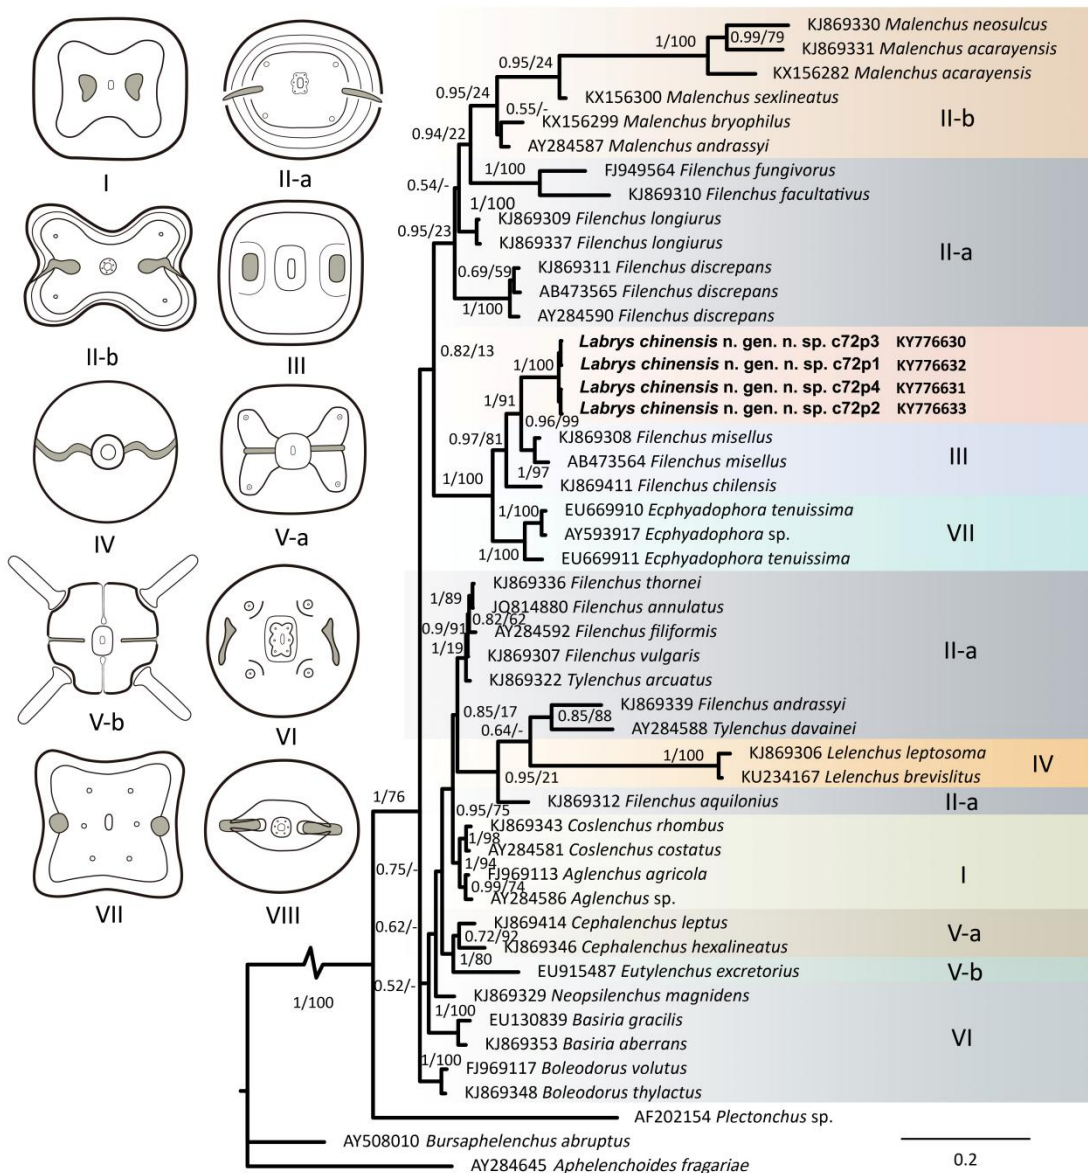 I
II-a
II-b
III
IV
V-a
V-b
VI
VII
VIII
KJ869330 Malenchus neosulcus
0.99/79
1/100
KJ869331 Malenchus acarayensis
0.95/24
KX156282 Malenchus acarayensis
0.95/24
KX156300 Malenchus sexlineatus
0.55/-
II-b
KX156299 Malenchus bryophilus
0.94/22
AY284587 Malenchus andrassyi
1/100
FJ949564 Filenchus fungivorus
0.54/-
KJ869310 Filenchus facultativus
1/100
KJ869309 Filenchus longiurus
0.95/23
KJ869337 Filenchus longiurus
II-a
0.69/59
KJ869311 Filenchus discrepans
AB473565 Filenchus discrepans
1/100
AY284590 Filenchus discrepans
Labrys chinensis n. gen. n. sp. c72p3 KY776630
0.82/13
1/100
Labrys chinensis n. gen. n. sp. c72p1 KY776632
Labrys chinensis n. gen. n. sp. c72p4 KY776631
1/91
Labrys chinensis n. gen. n. sp. c72p2 KY776633
0.96/99
0.97/81
KJ869308 Filenchus misellus
III
AB473564 Filenchus misellus
1/97
1/100
KJ869411 Filenchus chilensis
1/100
EU669910 Ecphyadophora tenuissima
AY593917 Ecphyadophora sp.
VII
1/100
EU669911 Ecphyadophora tenuissima
KJ869336 Filenchus thornei
1/89
JQ814880 Filenchus annulatus
0.82/62
0.9/91
AY284592 Filenchus filiformis
1/19
KJ869307 Filenchus vulgaris
II-a
KJ869322 Tylenchus arcuatus
KJ869339 Filenchus andrassyi
0.85/17
0.85/88
AY284588 Tylenchus davainei
0.64/-
1/100
KJ869306 Lelenchus leptosoma
IV
0.95/21
KU234167 Lelenchus brevislitus
1/76
KJ869312 Filenchus aquilonius
II-a
0.95/75
KJ869343 Coslenchus rhombus
1/98
AY284581 Coslenchus costatus
1/94
FJ969113 Aglenchus agricola
I
0.75/-
0.99/74
AY284586 Aglenchus sp.
KJ869414 Cephalenchus leptus
0.62/-
0.72/92
V-a
KJ869346 Cephalenchus hexalineatus
1/80
EU915487 Eutylenchus excretorius
V-b
0.52/-
KJ869329 Neopsilenchus magnidens
1/100
1/100
EU130839 Basiria gracilis
KJ869353 Basiria aberrans
VI
1/100
FJ969117 Boleodorus volutus
KJ869348 Boleodorus thylactus
AF202154 Plectonchus sp.
AY508010 Bursaphelenchus abruptus
AY284645 Aphelenchoides fragariae
0.2